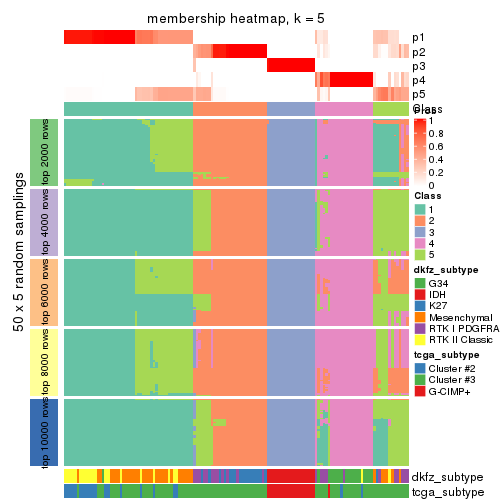 membership heatmap, k = 5
p1
p2
p3
p4
p5
Class
Prob
1
0.8
0.6
0.4
0.2
0
Class
1
2
3
4
5
dkfz_subtype
G34
IDH
K27
Mesenchymal
RTK I PDGFRA
RTK II Classic
tcga_subtype
Cluster #2
Cluster #3
G-CIMP+
50 x 5 random samplings
top 2000 rows
top 4000 rows
top 6000 rows
top 8000 rows
top 10000 rows
dkfz_subtype
tcga_subtype